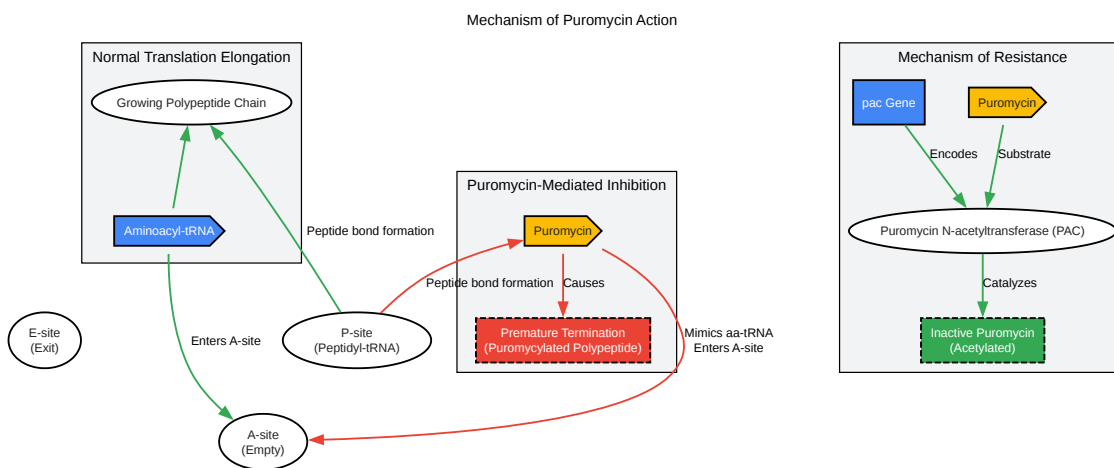 Mechanism of Puromycin Action
Normal Translation Elongation
Growing Polypeptide Chain
Aminoacyl-tRNA
Peptide bond formation
Enters A-site
E-site
(Exit)
P-site
(Peptidyl-tRNA)
A-site
(Empty)
Puromycin-Mediated Inhibition
Puromycin
Peptide bond formation
Causes
Premature Termination
(Puromycylated Polypeptide)
Mimics aa-tRNA
Enters A-site
Mechanism of Resistance
pac Gene
Puromycin
Encodes
Substrate
Puromycin N-acetyltransferase (PAC)
Catalyzes
Inactive Puromycin
(Acetylated)